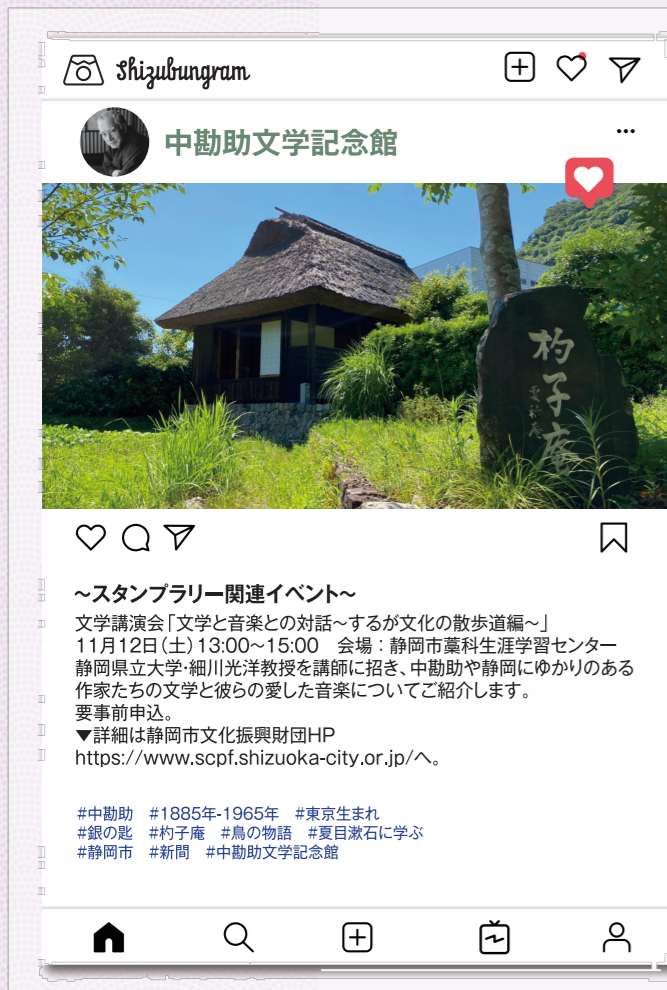 Shizubungram
中勘助文学記念館
杓子庵
~スタンプラリー関連イベント~
文学講演会「文学と音楽との対話~するが文化の散歩道編~」
11月12日(土)13:00~15:00 会場:静岡市藁科生涯学習センター
静岡県立大学・細川光洋教授を講師に招き、中勘助や静岡にゆかりのある
作家たちの文学と彼らの愛した音楽についてご紹介します。
要事前申込。
▼詳細は静岡市文化振興財団HP
https://www.scpf.shizuoka-city.or.jp/へ。
#中勘助 #1885年-1965年 #東京生まれ
#銀の匙 #杓子庵 #鳥の物語 #夏目漱石に学ぶ
#静岡市 #新間 #中勘助文学記念館